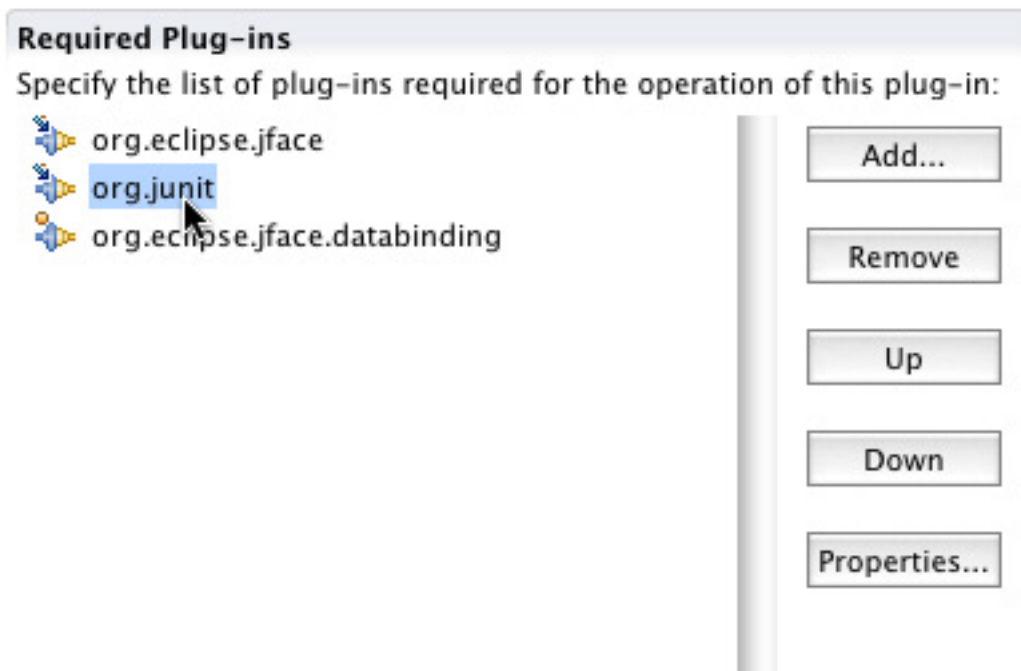 Required Plug-ins
Specify the list of plug-ins required for the operation of this plug-in:
org.eclipse.jface
org.junit
org.eclipse.jface.databinding
Add...
Remove
Up
Down
Properties...